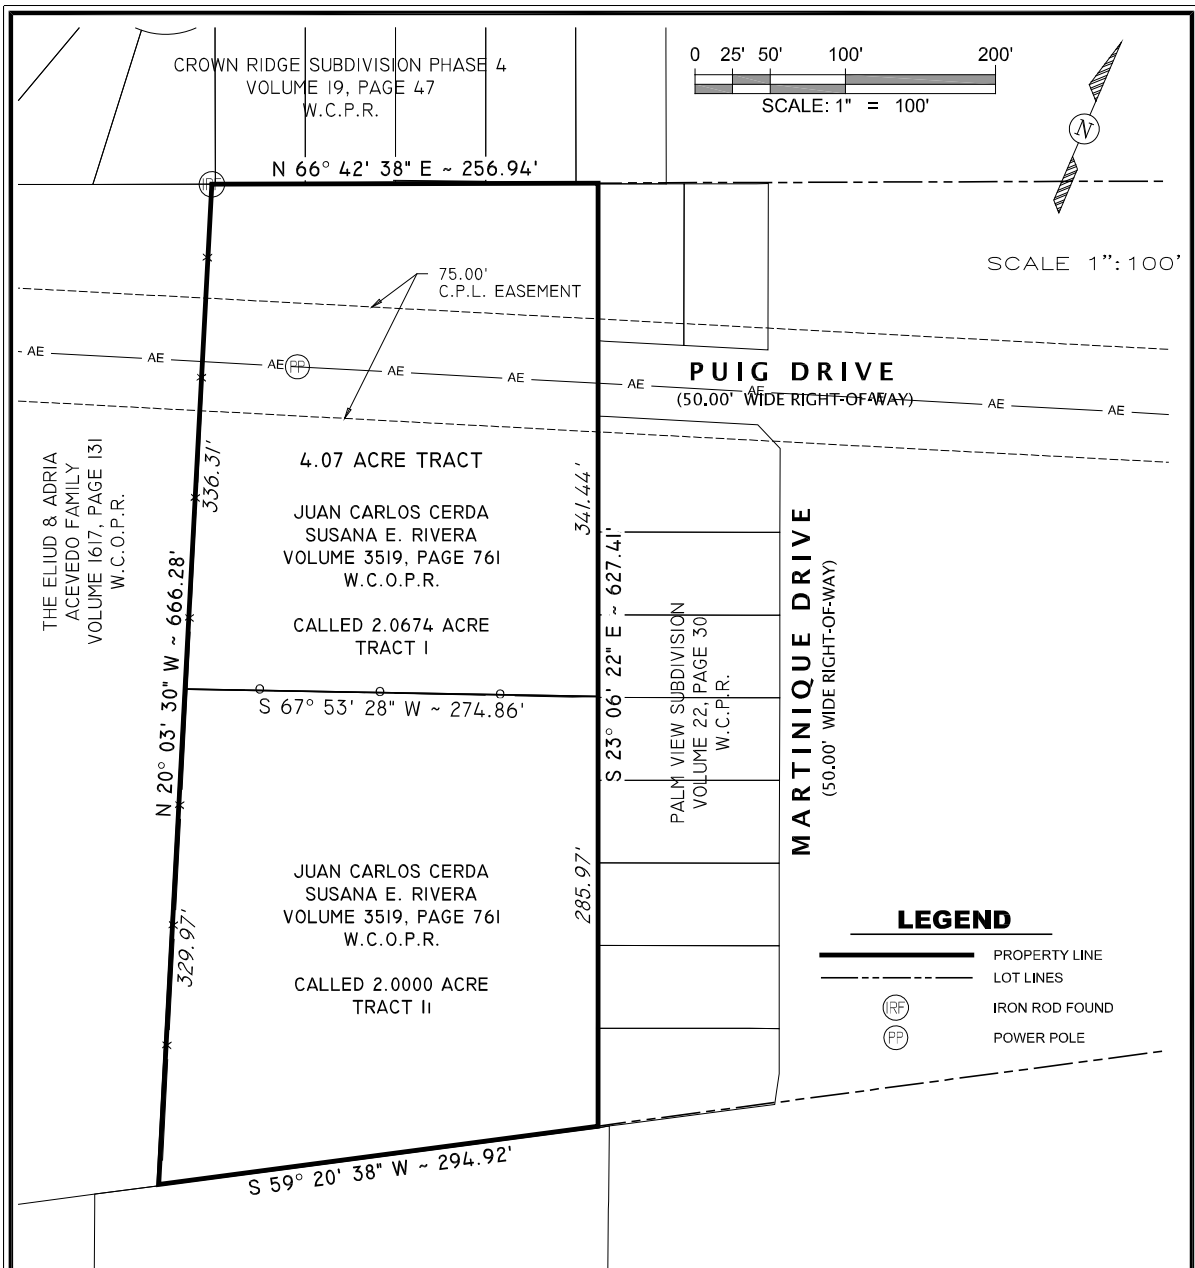 CROWN RIDGE SUBDIVISION PHASE 4
VOLUME 19, PAGE 47
W.C.P.R.
0 25' 50' 100' 200'
SCALE: 1" = 100'
N
SCALE 1":100'
N 66° 42' 38" E ~ 256.94'
IRF
75.00'
C.P.L. EASEMENT
AE AE AE PP AE AE AE AE AE AE AE
PUIG DRIVE
(50.00' WIDE RIGHT-OF-WAY)
THE ELIUD & ADRIA
ACEVEDO FAMILY
VOLUME 1617, PAGE 131
W.C.O.P.R.
N 20° 03' 30" W ~ 666.28'
336.31'
4.07 ACRE TRACT
JUAN CARLOS CERDA
SUSANA E. RIVERA
VOLUME 3519, PAGE 761
W.C.O.P.R.
CALLED 2.0674 ACRE
TRACT I
341.44'
S 23° 06' 22" E ~ 627.41'
PALM VIEW SUBDIVISION
VOLUME 22, PAGE 30
W.C.P.R.
MARTINIQUE DRIVE
(50.00' WIDE RIGHT-OF-WAY)
S 67° 53' 28" W ~ 274.86'
329.97'
JUAN CARLOS CERDA
SUSANA E. RIVERA
VOLUME 3519, PAGE 761
W.C.O.P.R.
CALLED 2.0000 ACRE
TRACT II
285.97'
S 59° 20' 38" W ~ 294.92'
LEGEND
PROPERTY LINE
LOT LINES
IRF IRON ROD FOUND
PP POWER POLE